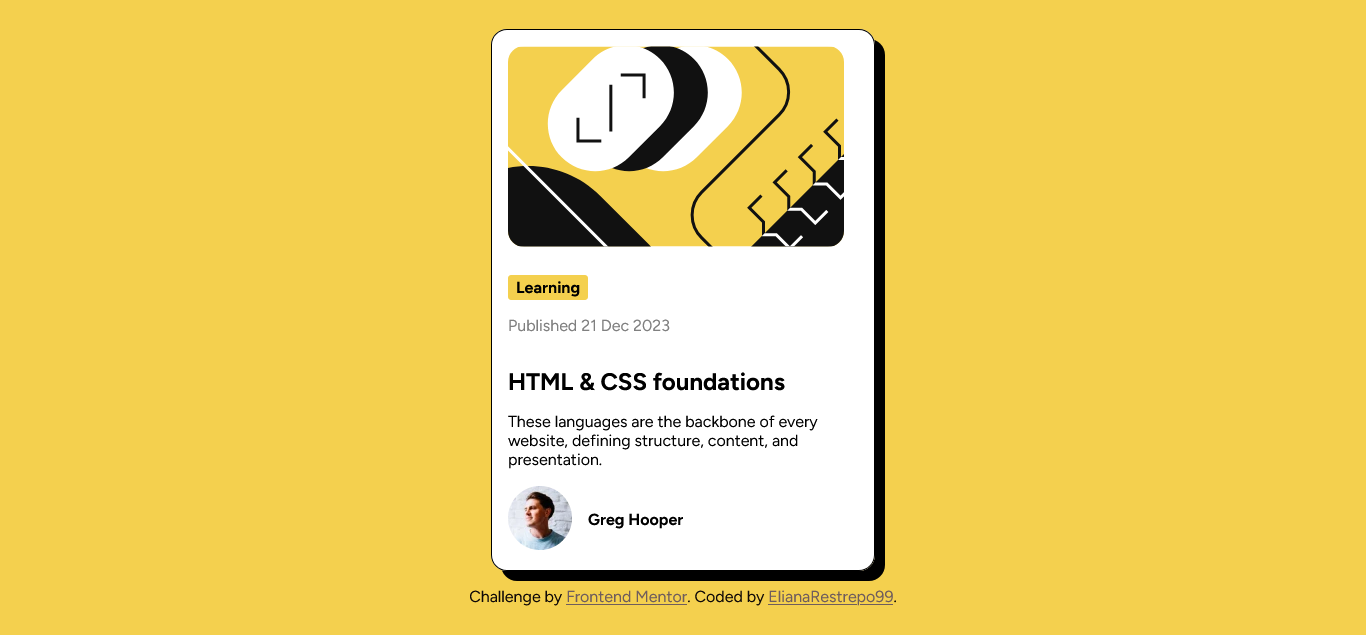 Learning
Published 21 Dec 2023
HTML & CSS foundations
These languages are the backbone of every
website, defining structure, content, and
presentation.
Greg Hooper
Challenge by Frontend Mentor. Coded by ElianaRestrepo99.